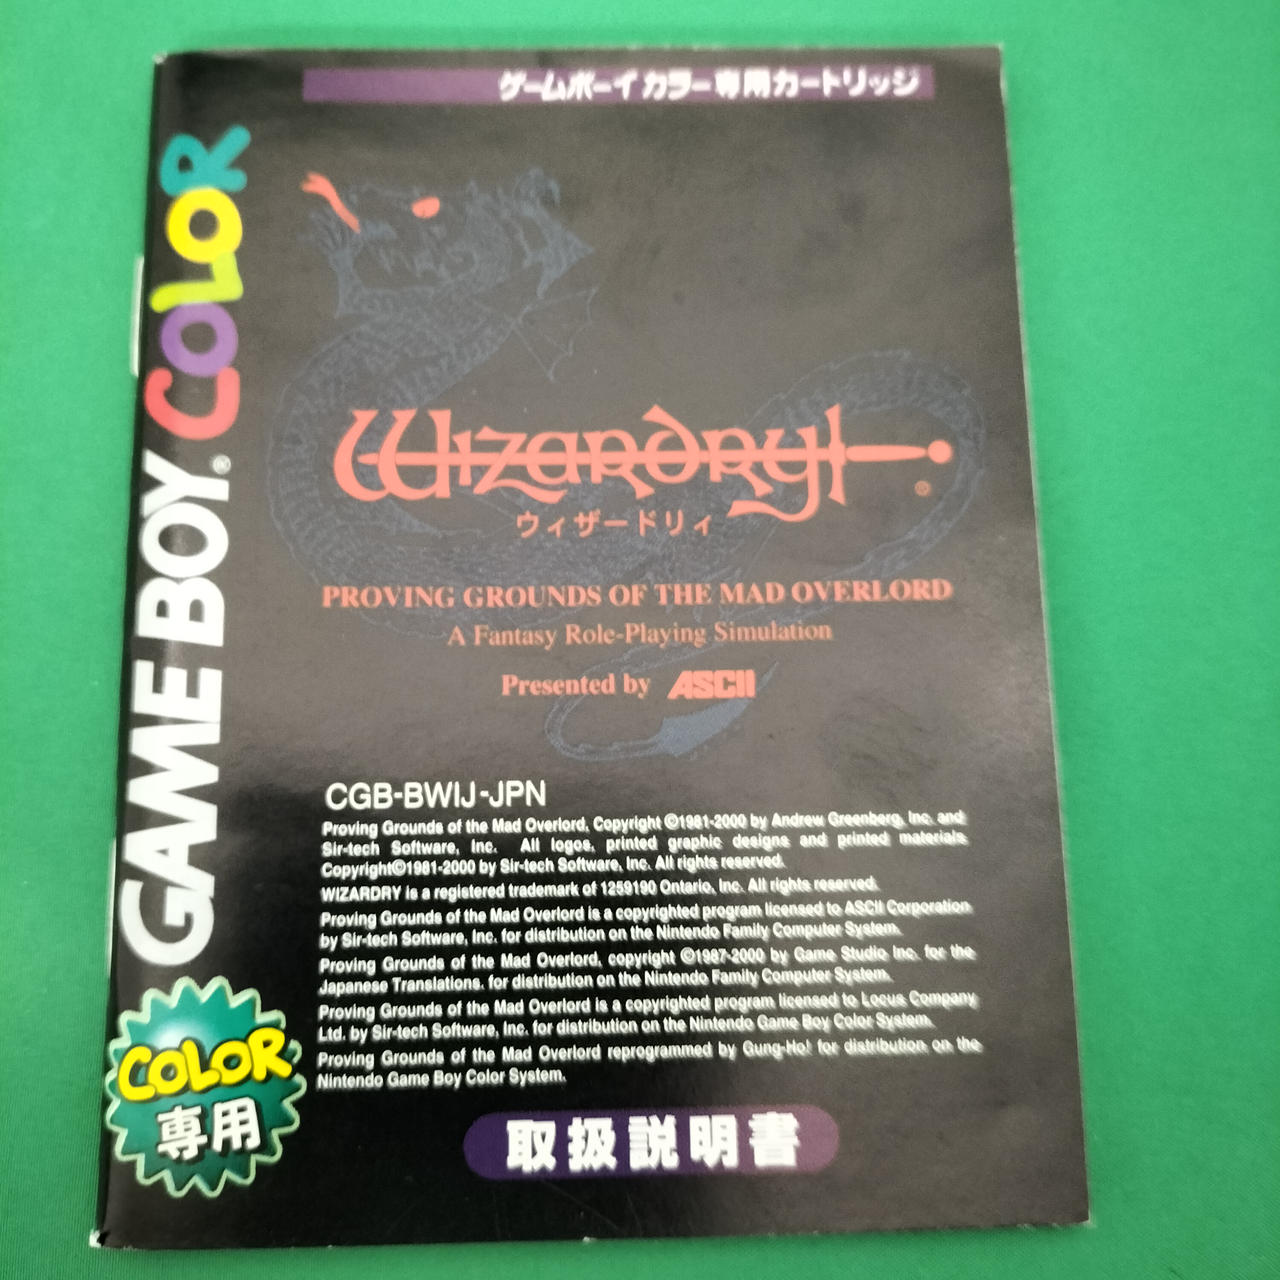 ゲームボーイカラー専用カートリッジ
GAME BOY COLOR
®
Wizardry
®
ウィザードリィ
PROVING GROUNDS OF THE MAD OVERLORD
A Fantasy Role-Playing Simulation
Presented by ASCII
CGB-BWIJ-JPN
Proving Grounds of the Mad Overlord, Copyright ©1981-2000 by Andrew Greenberg, Inc. and
Sir-tech Software, Inc. All logos, printed graphic designs and printed materials
Copyright©1981-2000 by Sir-tech Software, Inc. All rights reserved.
WIZARDRY is a registered trademark of 1259190 Ontario, Inc. All rights reserved.
Proving Grounds of the Mad Overlord is a copyrighted program licensed to ASCII Corporation
by Sir-tech Software, Inc. for distribution on the Nintendo Family Computer System.
Proving Grounds of the Mad Overlord, copyright ©1987-2000 by Game Studio Inc. for the
Japanese Translations. for distribution on the Nintendo Family Computer System.
Proving Grounds of the Mad Overlord is a copyrighted program licensed to Locus Company
Ltd. by Sir-tech Software, Inc. for distribution on the Nintendo Game Boy Color System.
Proving Grounds of the Mad Overlord reprogrammed by Gung-Ho! for distribution on the
Nintendo Game Boy Color System.
COLOR
専用
取扱説明書